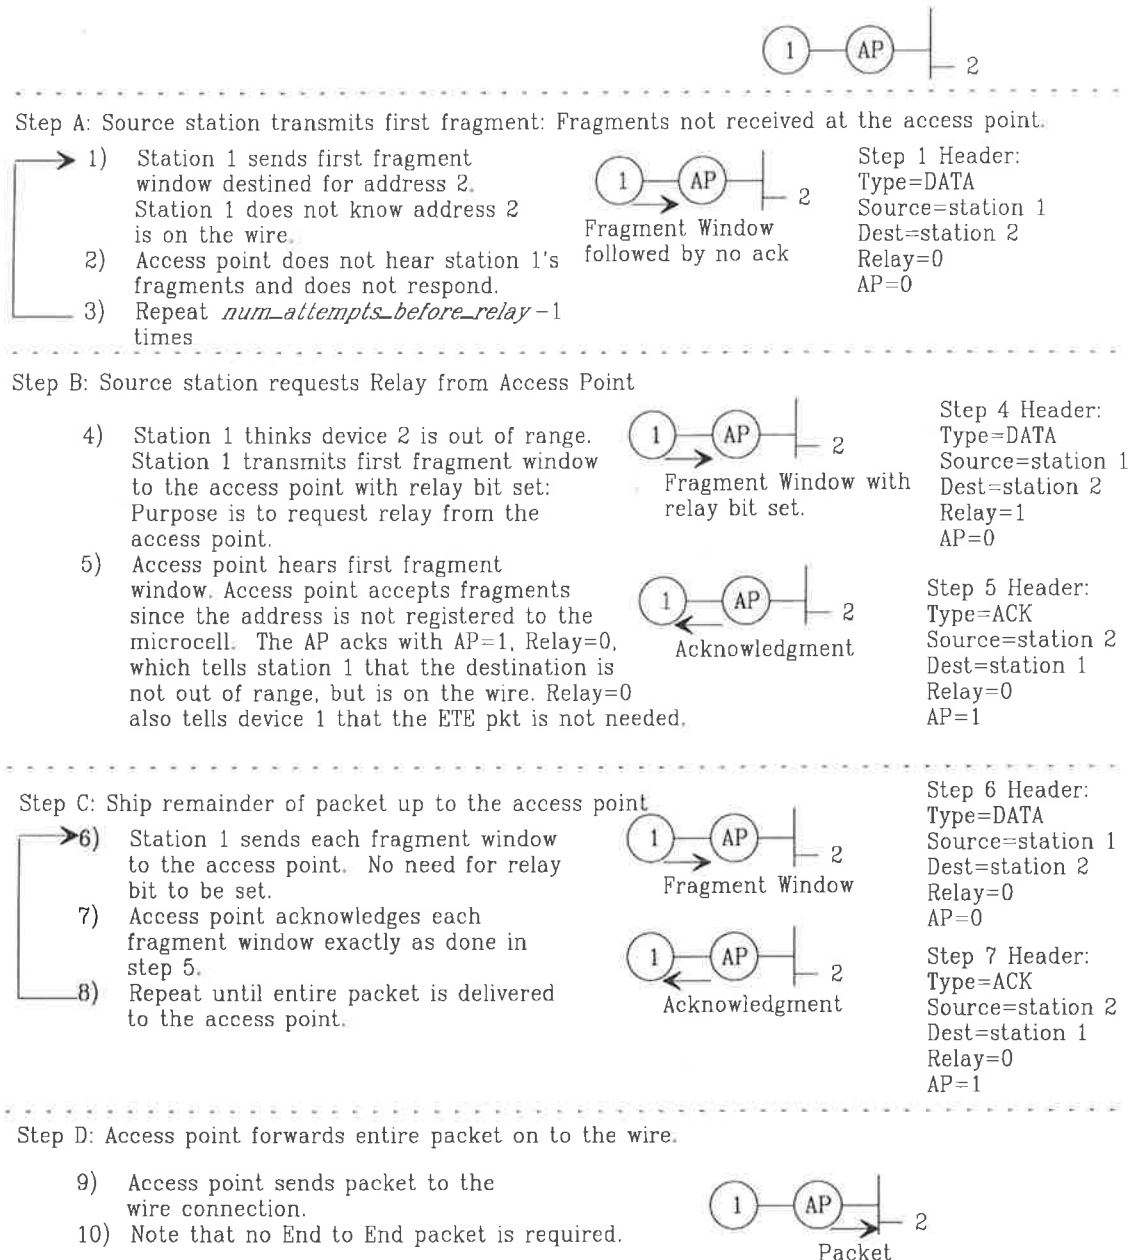 1 AP 2
Step A: Source station transmits first fragment: Fragments not received at the access point.
1) Station 1 sends first fragment
window destined for address 2.
Station 1 does not know address 2
is on the wire.
2) Access point does not hear station 1's
fragments and does not respond.
3) Repeat num_attempts_before_relay-1
times
1 AP 2
Fragment Window
followed by no ack
Step 1 Header:
Type=DATA
Source=station 1
Dest=station 2
Relay=0
AP=0
Step B: Source station requests Relay from Access Point
4) Station 1 thinks device 2 is out of range.
Station 1 transmits first fragment window
to the access point with relay bit set:
Purpose is to request relay from the
access point.
5) Access point hears first fragment
window. Access point accepts fragments
since the address is not registered to the
microcell. The AP acks with AP=1, Relay=0,
which tells station 1 that the destination is
not out of range, but is on the wire. Relay=0
also tells device 1 that the ETE pkt is not needed.
1 AP 2
Fragment Window with
relay bit set.
1 AP 2
Acknowledgment
Step 4 Header:
Type=DATA
Source=station 1
Dest=station 2
Relay=1
AP=0
Step 5 Header:
Type=ACK
Source=station 2
Dest=station 1
Relay=0
AP=1
Step C: Ship remainder of packet up to the access point
6) Station 1 sends each fragment window
to the access point. No need for relay
bit to be set.
7) Access point acknowledges each
fragment window exactly as done in
step 5.
8) Repeat until entire packet is delivered
to the access point.
1 AP 2
Fragment Window
1 AP 2
Acknowledgment
Step 6 Header:
Type=DATA
Source=station 1
Dest=station 2
Relay=0
AP=0
Step 7 Header:
Type=ACK
Source=station 2
Dest=station 1
Relay=0
AP=1
Step D: Access point forwards entire packet on to the wire.
9) Access point sends packet to the
wire connection.
10) Note that no End to End packet is required.
1 AP 2
Packet